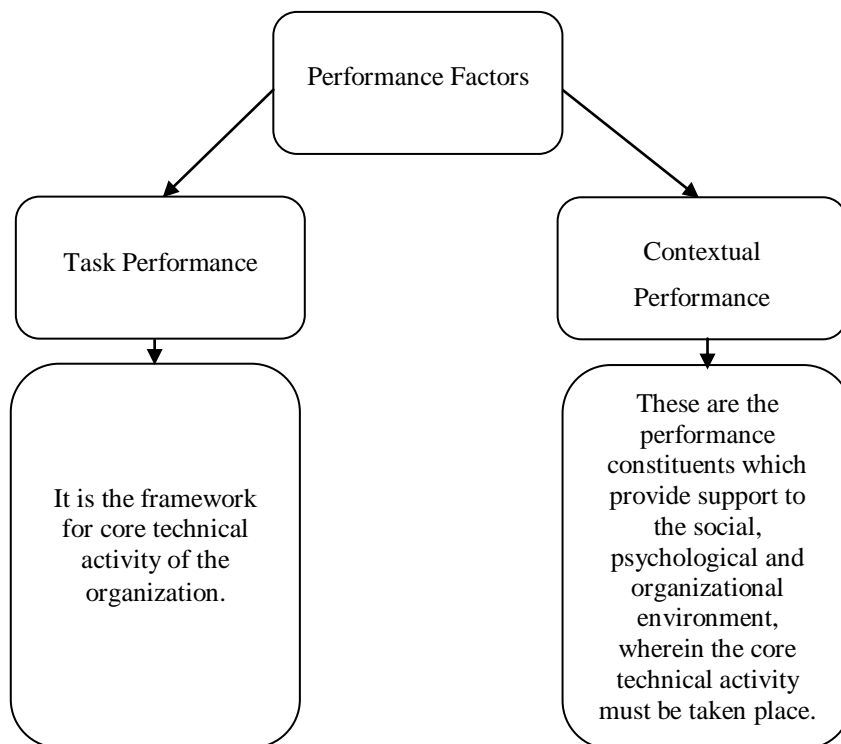 Performance Factors
Task Performance
Contextual
Performance
It is the framework
for core technical
activity of the
organization.
These are the
performance
constituents which
provide support to
the social,
psychological and
organizational
environment,
wherein the core
technical activity
must be taken place.